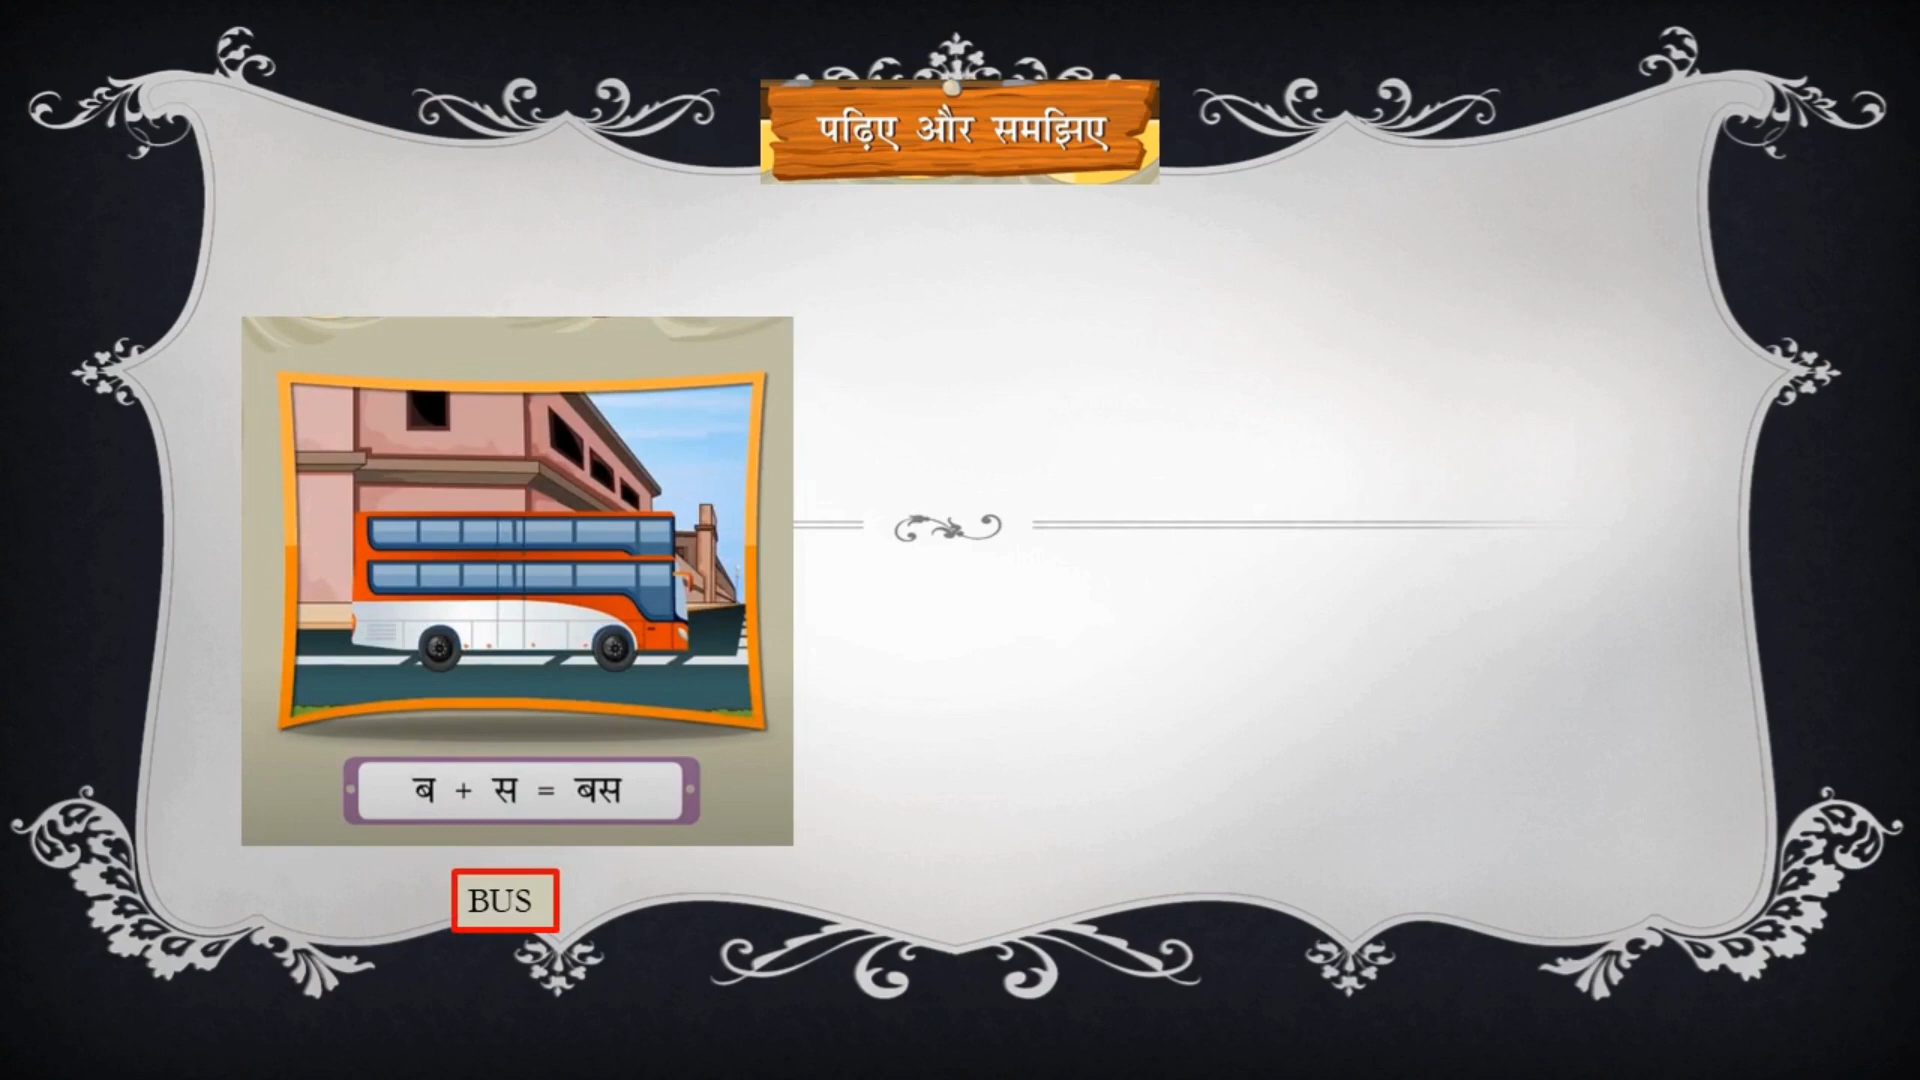 पढ़िए और समझिए
ब + स = बस
BUS